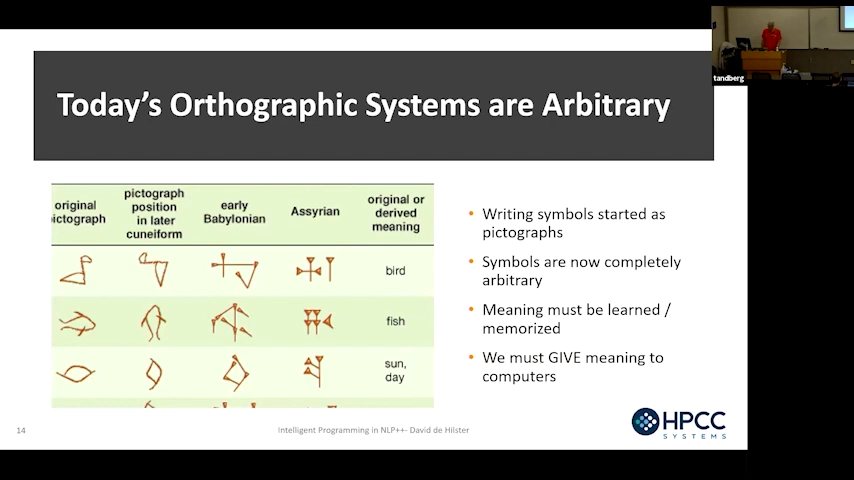 tandberg
Today's Orthographic Systems are Arbitrary
original
pictograph
pictograph
position
in later
cuneiform
early
Babylonian
Assyrian
original or
derived
meaning
bird
fish
sun,
day
• Writing symbols started as
pictographs
• Symbols are now completely
arbitrary
• Meaning must be learned /
memorized
• We must GIVE meaning to
computers
14
Intelligent Programming in NLP++- David de Hilster
HPCC
SYSTEMS